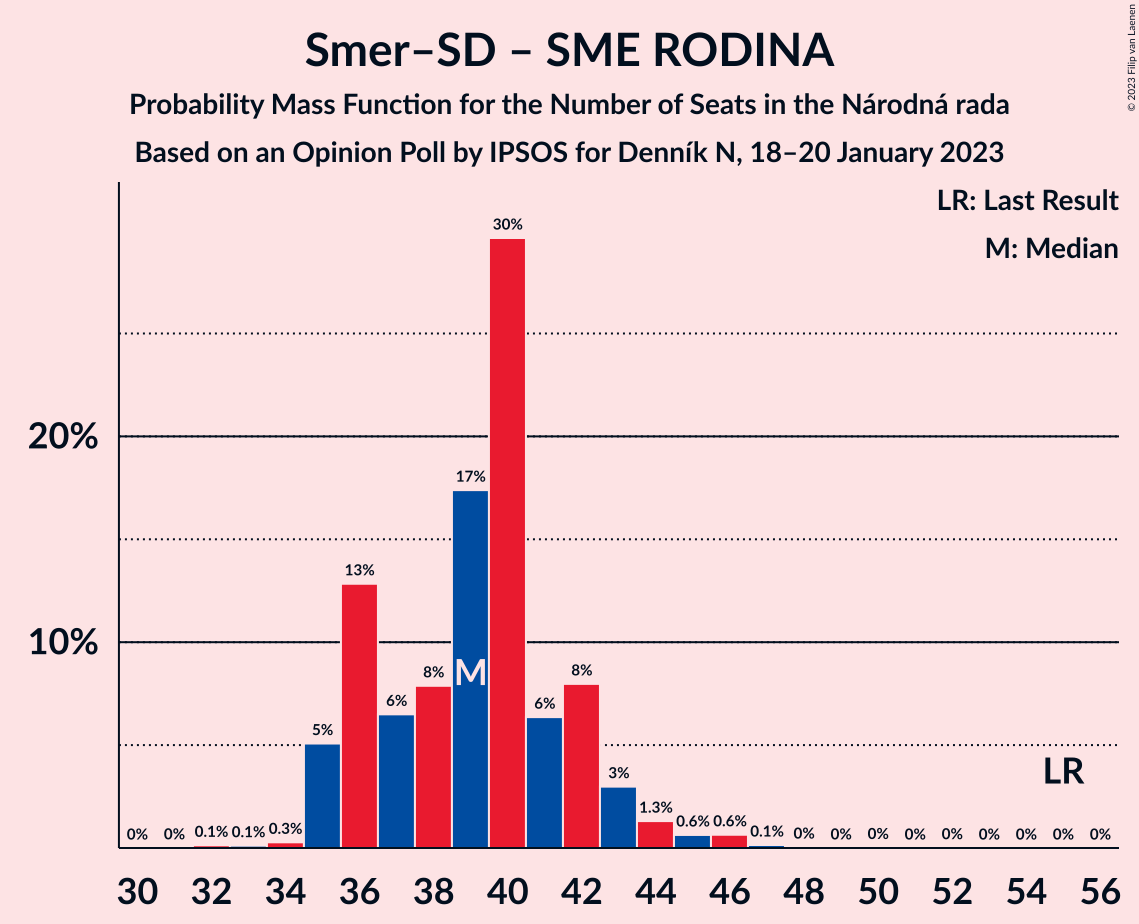 Smer–SD – SME RODINA
Probability Mass Function for the Number of Seats in the Národná rada
Based on an Opinion Poll by IPSOS for Denník N, 18–20 January 2023
© 2023 Filip van Laenen
LR: Last Result
M: Median
20%
10%
0% 0% 0.1% 0.1% 0.3% 5% 13% 6% 8% 17% 30% 6% 8% 3% 1.3% 0.6% 0.6% 0.1% 0% 0% 0% 0% 0% 0% 0% 0% 0%
M
LR
30 32 34 36 38 40 42 44 46 48 50 52 54 56